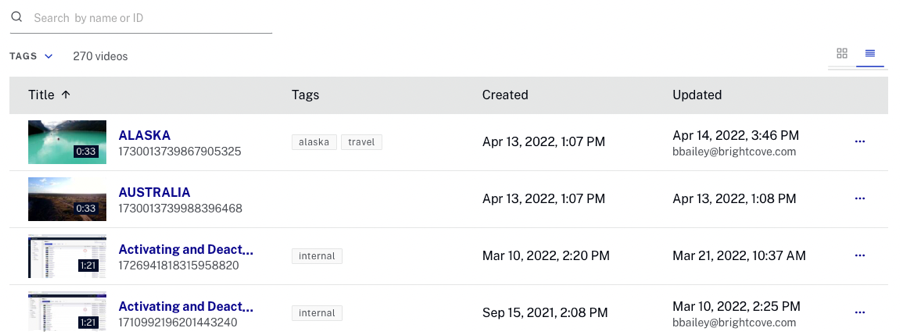 Search by name or ID
TAGS 270 videos
Title Tags Created Updated
0:33 ALASKA alaska travel Apr 13, 2022, 1:07 PM Apr 14, 2022, 3:46 PM
1730013739867905325 bbailey@brightcove.com
0:33 AUSTRALIA Apr 13, 2022, 1:07 PM Apr 13, 2022, 1:08 PM
1730013739988396468
1:21 Activating and Deact... internal Mar 10, 2022, 2:20 PM Mar 21, 2022, 10:37 AM
1726941818315958820
1:21 Activating and Deact... internal Sep 15, 2021, 2:08 PM Mar 10, 2022, 2:25 PM
1710992196201443240 bbailey@brightcove.com